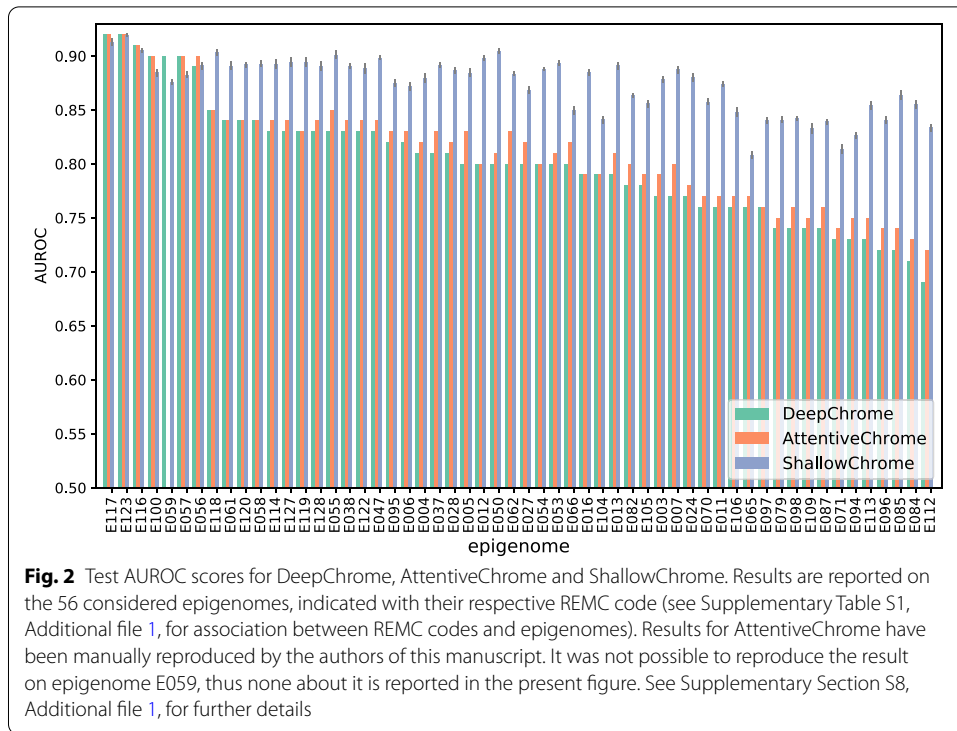 0.90
0.85
0.80
0.75
0.70
0.65
0.60
0.55
0.50
AUROC
DeepChrome
AttentiveChrome
ShallowChrome
E117 E123 E116 E100 E059 E057 E056 E118 E061 E120 E058 E114 E127 E119 E128 E055 E038 E122 E047 E095 E006 E004 E037 E028 E005 E012 E050 E062 E027 E054 E053 E066 E016 E104 E013 E082 E105 E003 E007 E024 E070 E011 E106 E065 E097 E079 E098 E109 E087 E071 E094 E113 E096 E085 E084 E112
epigenome
Fig. 2 Test AUROC scores for DeepChrome, AttentiveChrome and ShallowChrome. Results are reported on
the 56 considered epigenomes, indicated with their respective REMC code (see Supplementary Table S1,
Additional file 1, for association between REMC codes and epigenomes). Results for AttentiveChrome have
been manually reproduced by the authors of this manuscript. It was not possible to reproduce the result
on epigenome E059, thus none about it is reported in the present figure. See Supplementary Section S8,
Additional file 1, for further details